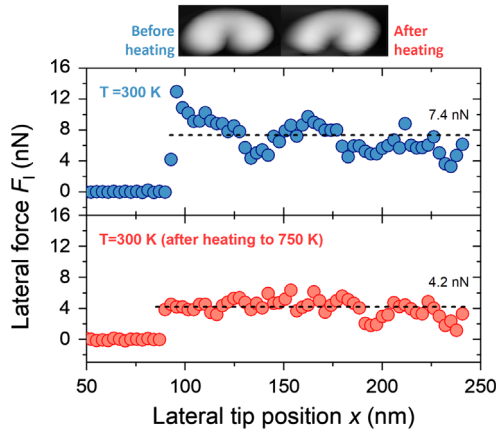 Before
heating
After
heating
Lateral force F_l (nN)
16
12
8
4
0
T =300 K
7.4 nN
16
12
8
4
0
T=300 K (after heating to 750 K)
4.2 nN
50
100
150
200
250
Lateral tip position x (nm)